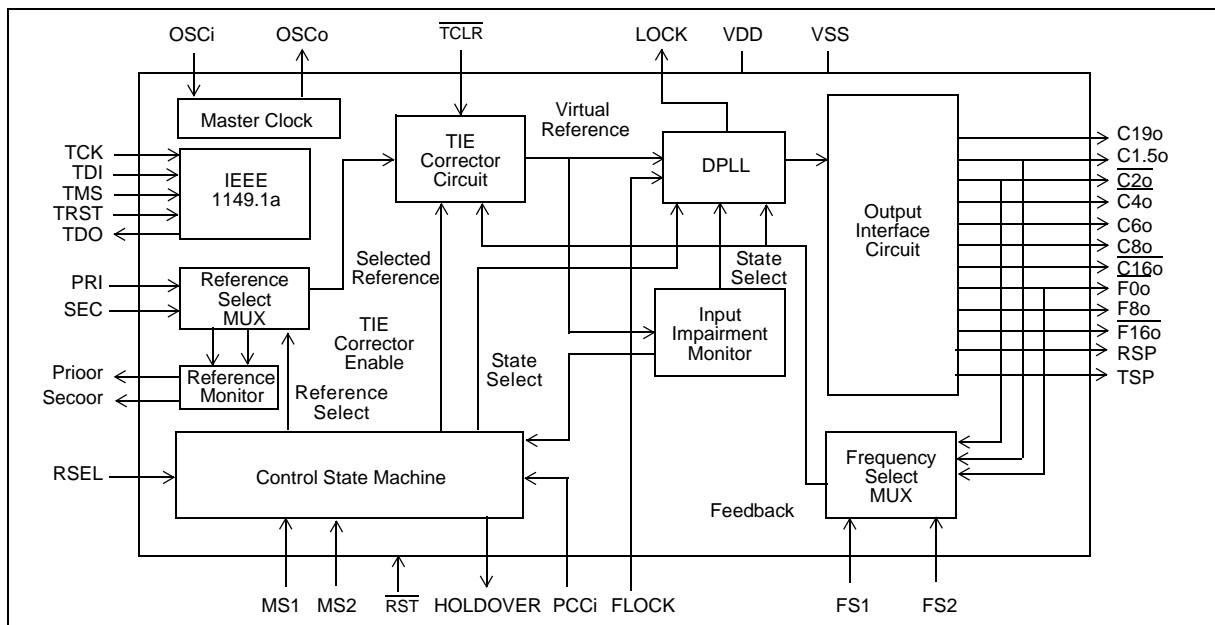 OSCi
OSCo
TCLR
LOCK
VDD
VSS
Master Clock
TCK
TDI
TMS
TRST
TDO
IEEE
1149.1a
TIE
Corrector
Circuit
Virtual
Reference
DPLL
Output
Interface
Circuit
C19o
C1.5o
C2o
C4o
C6o
C8o
C16o
F0o
F8o
F16o
RSP
TSP
PRI
SEC
Reference
Select
MUX
Selected
Reference
State
Select
Input
Impairment
Monitor
TIE
Corrector
Enable
Prioor
Secoor
Reference
Monitor
Reference
Select
State
Select
RSEL
Control State Machine
Frequency
Select
MUX
Feedback
MS1
MS2
RST
HOLDOVER
PCCi
FLOCK
FS1
FS2